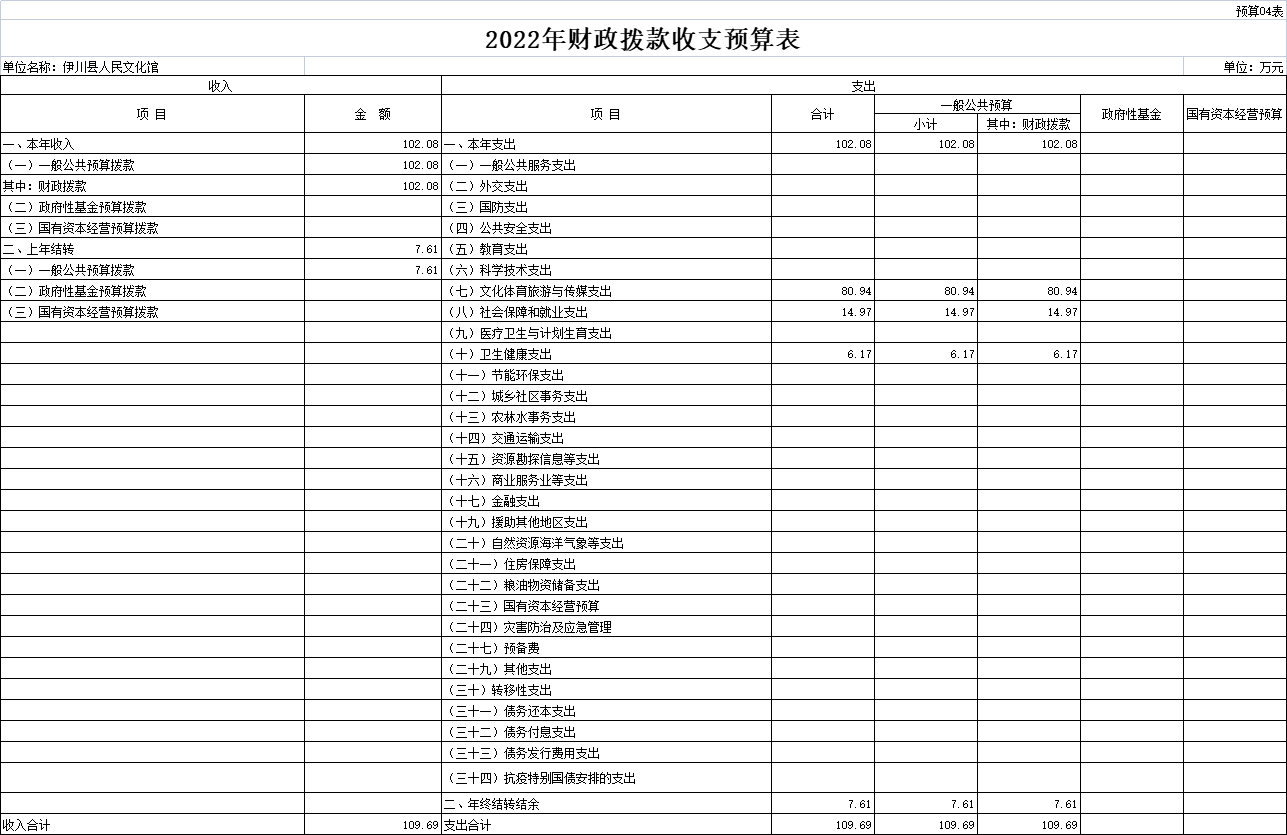 预算04表
2022年财政拨款收支预算表
单位名称：伊川县人民文化馆 单位：万元
收入 支出
项 目 金 额 项 目 合计 一般公共预算 政府性基金 国有资本经营预算
小计 其中：财政拨款
一、本年收入 102.08 一、本年支出 102.08 102.08 102.08
（一）一般公共预算拨款 102.08 （一）一般公共服务支出
其中：财政拨款 102.08 （二）外交支出
（二）政府性基金预算拨款 （三）国防支出
（三）国有资本经营预算拨款 （四）公共安全支出
二、上年结转 7.61 （五）教育支出
（一）一般公共预算拨款 7.61 （六）科学技术支出
（二）政府性基金预算拨款 （七）文化体育旅游与传媒支出 80.94 80.94 80.94
（三）国有资本经营预算拨款 （八）社会保障和就业支出 14.97 14.97 14.97
（九）医疗卫生与计划生育支出
（十）卫生健康支出 6.17 6.17 6.17
（十一）节能环保支出
（十二）城乡社区事务支出
（十三）农林水事务支出
（十四）交通运输支出
（十五）资源勘探信息等支出
（十六）商业服务业等支出
（十七）金融支出
（十九）援助其他地区支出
（二十）自然资源海洋气象等支出
（二十一）住房保障支出
（二十二）粮油物资储备支出
（二十三）国有资本经营预算
（二十四）灾害防治及应急管理
（二十七）预备费
（二十九）其他支出
（三十）转移性支出
（三十一）债务还本支出
（三十二）债务付息支出
（三十三）债务发行费用支出
（三十四）抗疫特别国债安排的支出
二、年终结转结余 7.61 7.61 7.61
收入合计 109.69 支出合计 109.69 109.69 109.69